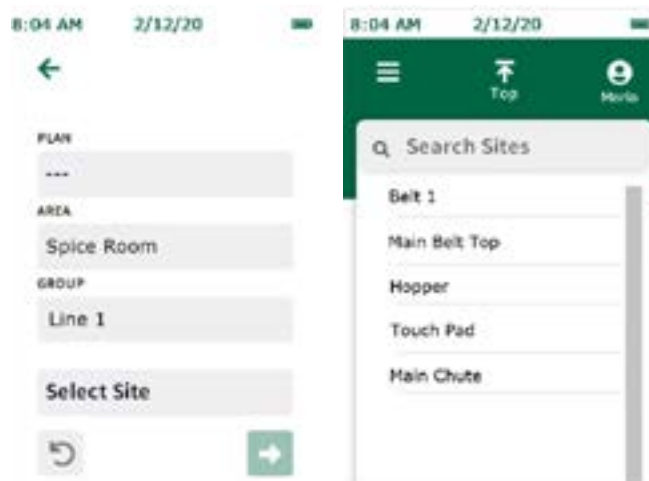 8:04 AM 2/12/20
PLAN
---
AREA
Spice Room
GROUP
Line 1
Select Site
8:04 AM 2/12/20
Top
Search Sites
Belt 1
Main Belt Top
Hopper
Touch Pad
Main Chute